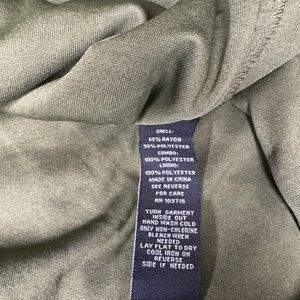 SHELL:
65% RAYON
35% POLYESTER
COMBO:
100% POLYESTER
LINING:
100% POLYESTER
MADE IN CHINA
SEE REVERSE
FOR CARE
RN 103715
TURN GARMENT
INSIDE OUT
HAND WASH COLD
ONLY NON-CHLORINE
BLEACH WHEN
NEEDED
LAY FLAT TO DRY
COOL IRON ON
REVERSE
SIDE IF NEEDED